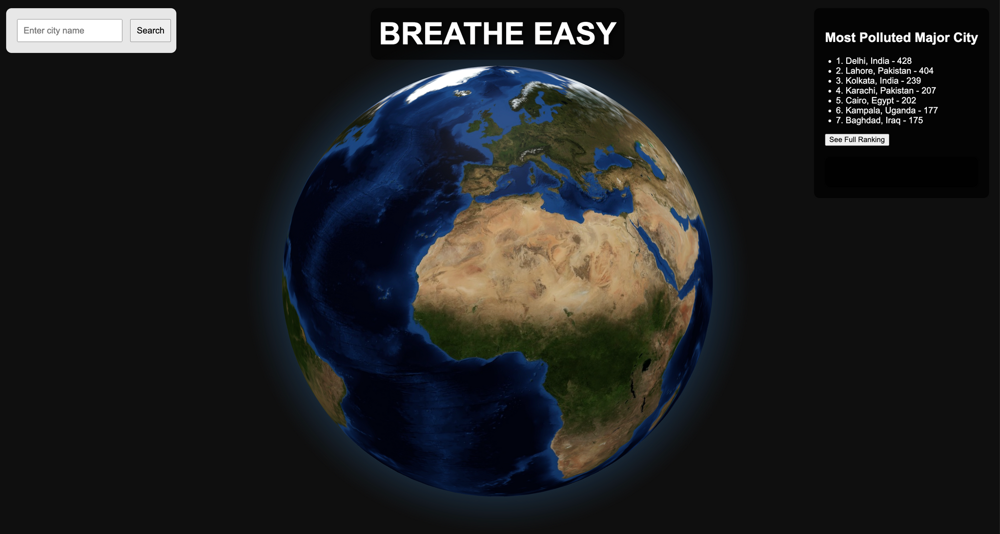 Enter city name
Search
BREATHE EASY
Most Polluted Major City
1. Delhi, India - 428
2. Lahore, Pakistan - 404
3. Kolkata, India - 239
4. Karachi, Pakistan - 207
5. Cairo, Egypt - 202
6. Kampala, Uganda - 177
7. Baghdad, Iraq - 175
See Full Ranking